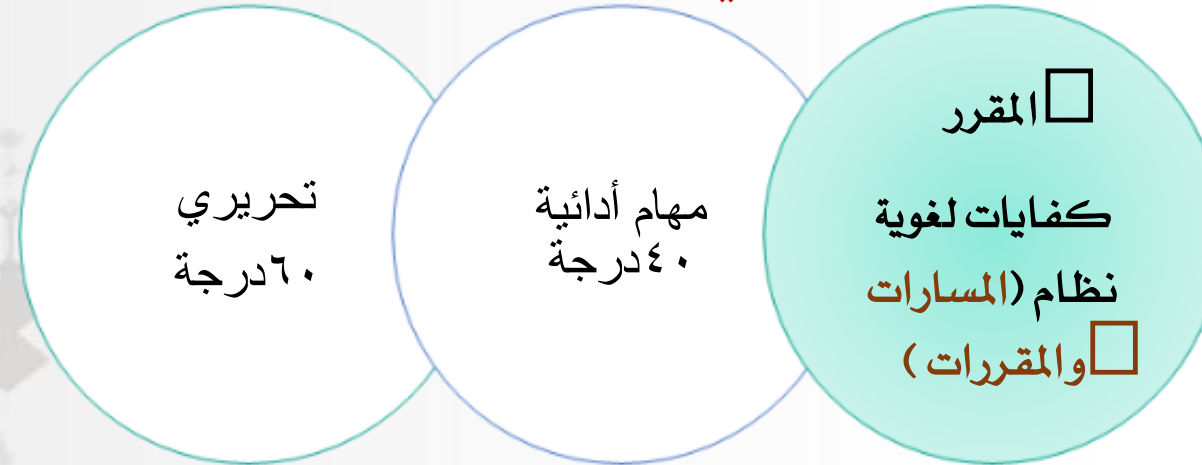 المقرر
كفايات لغوية
نظام (المسارات
والمقررات )
مهام أدائية
٤٠درجة
تحريري
٦٠درجة